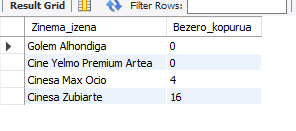 Result Grid Filter Rows:
Zinema_izena Bezero_kopurua
Golem Alhondiga 0
Cine Yelmo Premium Artea 0
Cinesa Max Ocio 4
Cinesa Zubiarte 16